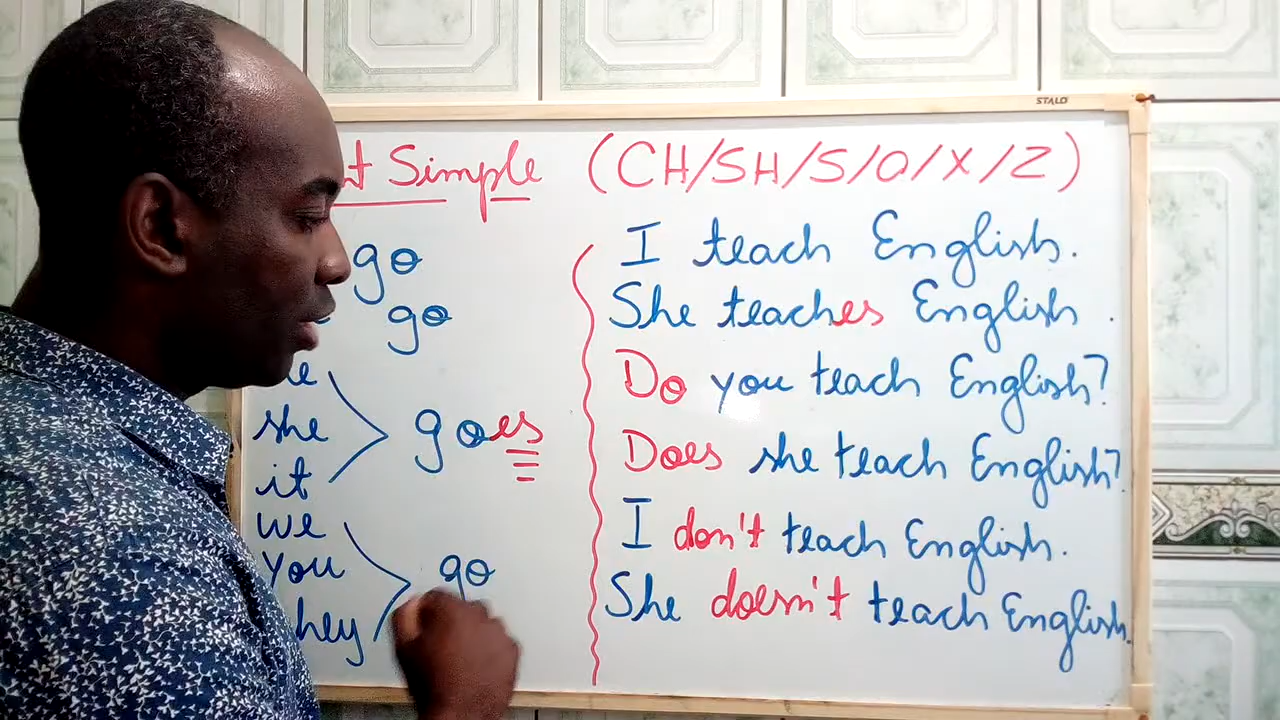 STALO
Simple (CH/SH/S/O/X/Z)
go
go
she
it
goes
we
you
go
I teach English.
She teaches English.
Do you teach English?
Does she teach English?
I don't teach English.
She doesn't teach English.